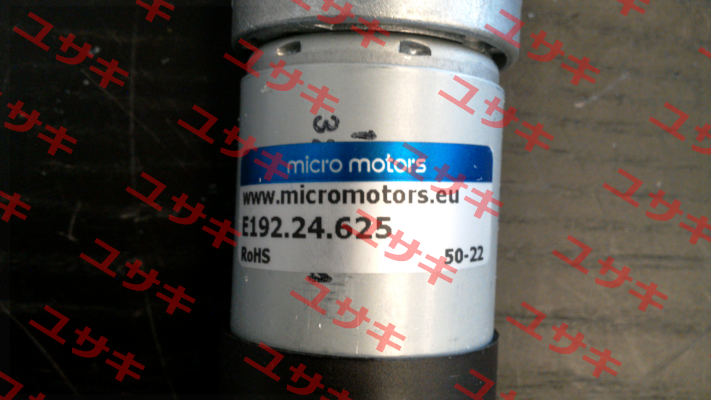 micro motors
www.micromotors.eu
E192.24.625
RoHS 50-22
ユサキ